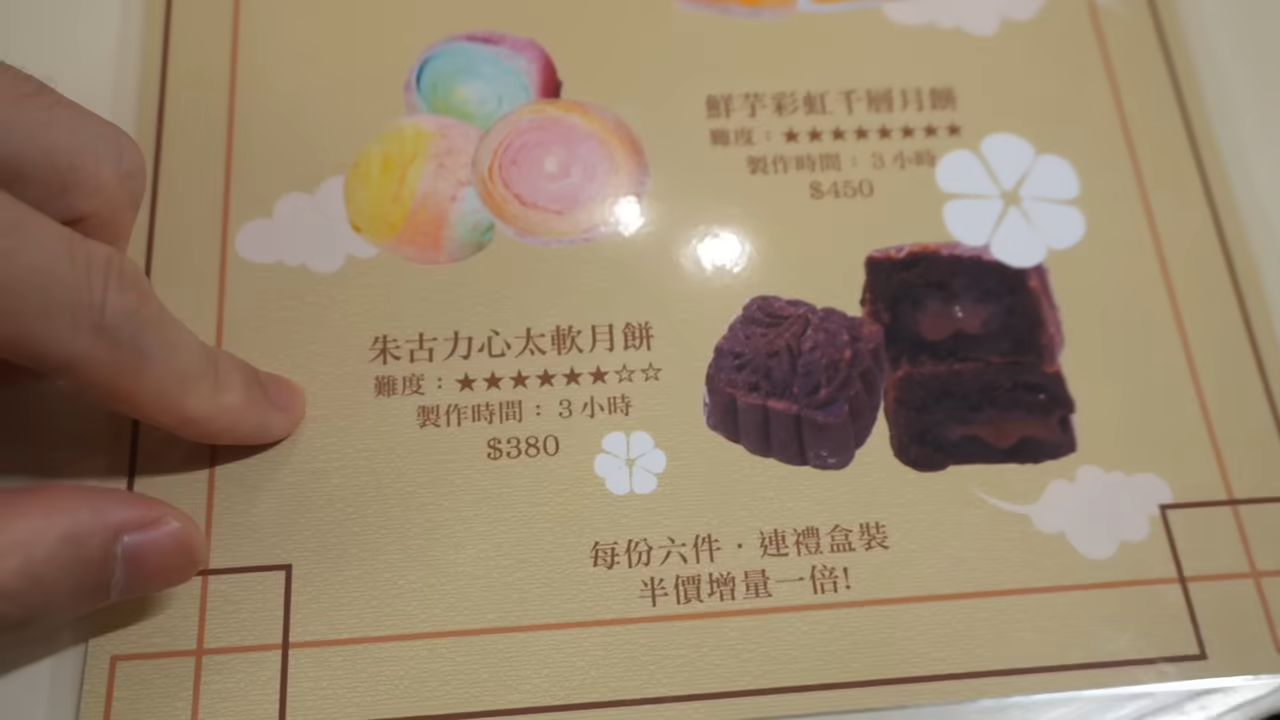 鮮芋彩虹千層月餅
難度：★★★★★★★★
製作時間：3小時
$450
朱古力心太軟月餅
難度：★★★★★★☆☆
製作時間：3小時
$380
每份六件·連禮盒裝
半價增量一倍!